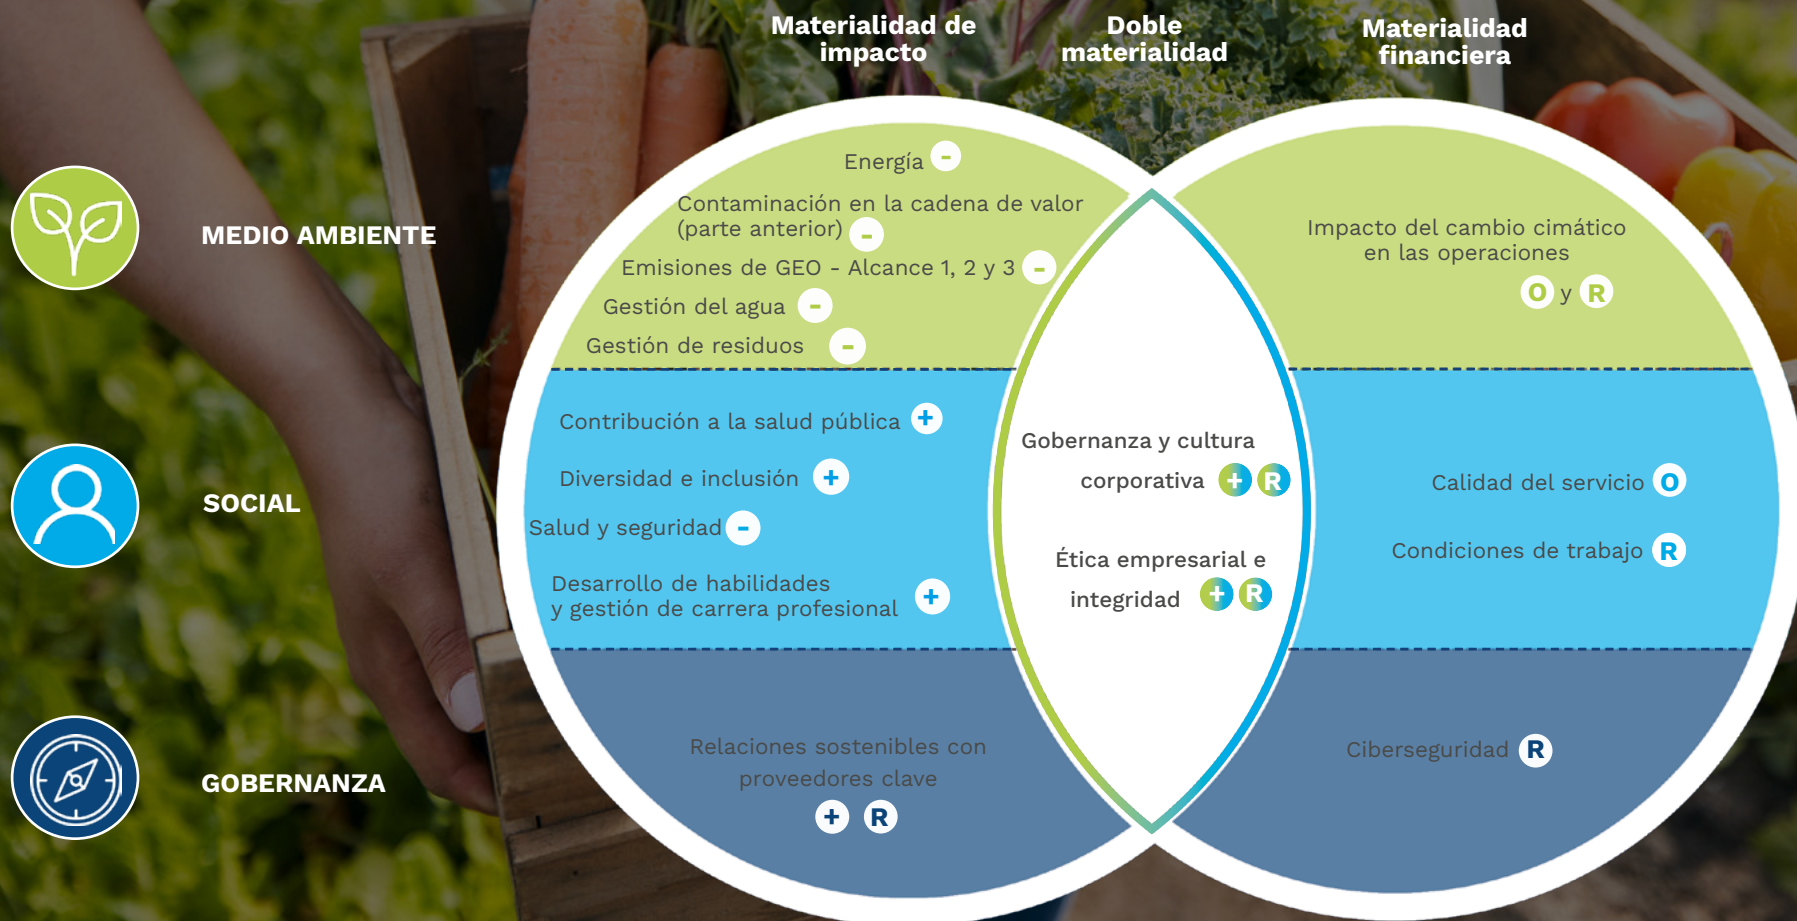 Materialidad de
impacto
Doble
materialidad
Materialidad
financiera
MEDIO AMBIENTE
Energía -
Contaminación en la cadena de valor
(parte anterior) -
Emisiones de GEO - Alcance 1, 2 y 3 -
Gestión del agua -
Gestión de residuos -
Impacto del cambio cimático
en las operaciones
O y R
SOCIAL
Contribución a la salud pública +
Diversidad e inclusión +
Salud y seguridad -
Desarrollo de habilidades
y gestión de carrera profesional +
Gobernanza y cultura
corporativa + R
Ética empresarial e
integridad + R
Calidad del servicio O
Condiciones de trabajo R
GOBERNANZA
Relaciones sostenibles con
proveedores clave
+ R
Ciberseguridad R